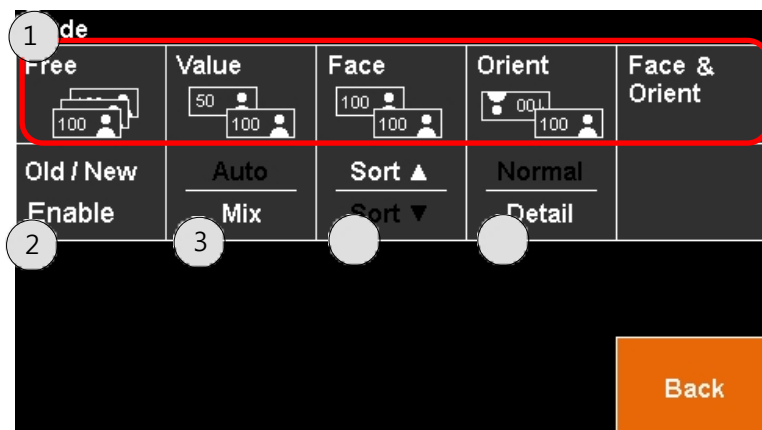 de
1
Free Value Face Orient Face &
Orient
50 100 100
100 100 100 100
Old / New Auto Sort ▲ Normal
Enable Mix Sort ▼ Detail
2 3
Back